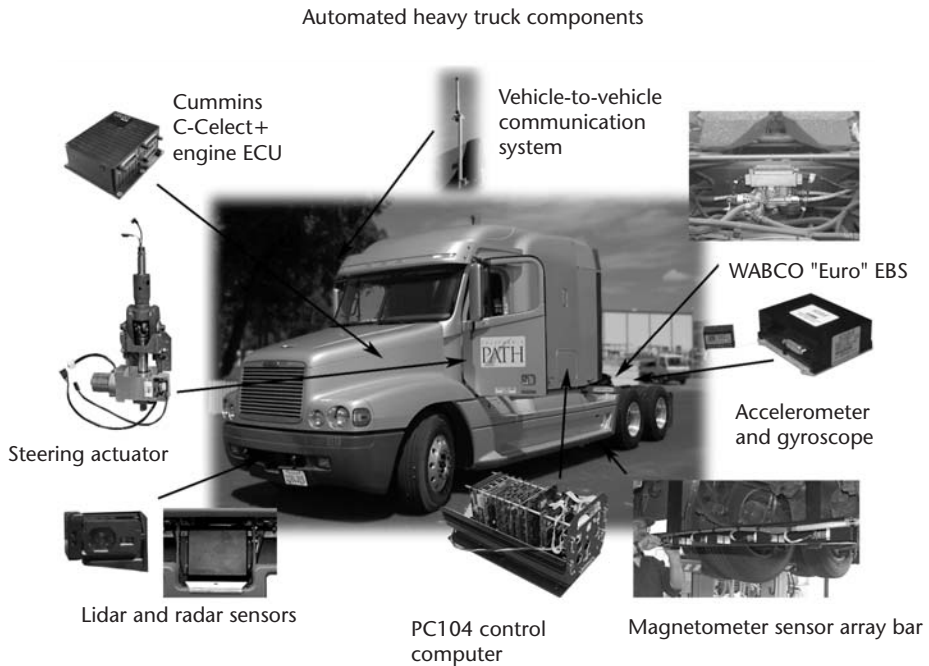 Automated heavy truck components
Cummins
C-Celect+
engine ECU
Vehicle-to-vehicle
communication
system
WABCO "Euro" EBS
PATH
Accelerometer
and gyroscope
Steering actuator
Lidar and radar sensors
PC104 control
computer
Magnetometer sensor array bar